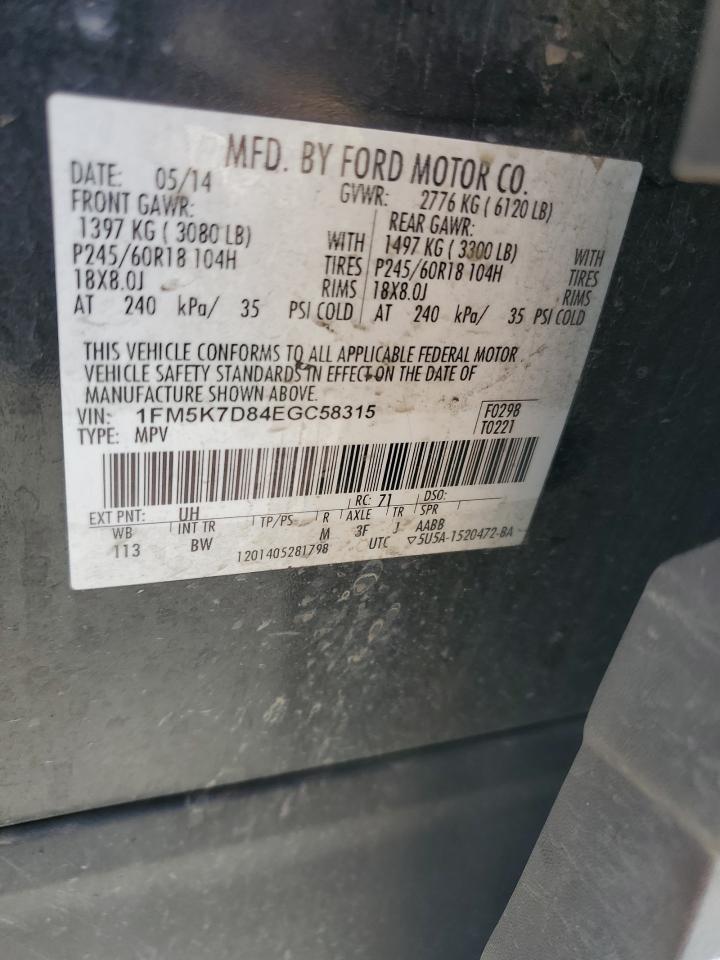 MFD. BY FORD MOTOR CO.
DATE: 05/14 GVWR: 2776 KG ( 6120 LB)
FRONT GAWR: REAR GAWR:
1397 KG ( 3080 LB) WITH 1497 KG ( 3300 LB) WITH
P245/60R18 104H TIRES P245/60R18 104H TIRES
18X8.0J RIMS 18X8.0J RIMS
AT 240 kPa/ 35 PSI COLD AT 240 kPa/ 35 PSI COLD
THIS VEHICLE CONFORMS TO ALL APPLICABLE FEDERAL MOTOR
VEHICLE SAFETY STANDARDS IN EFFECT ON THE DATE OF
MANUFACTURE SHOWN ABOVE.
VIN: 1FM5K7D84EGC58315 F0298
TYPE: MPV T0221
EXT PNT: UH RC: 71 DSO:
WB INT TR TP/PS R AXLE TR SPR
113 BW M 3F J AABB
1201405281798 UTC ▽5U5A-1520472-BA